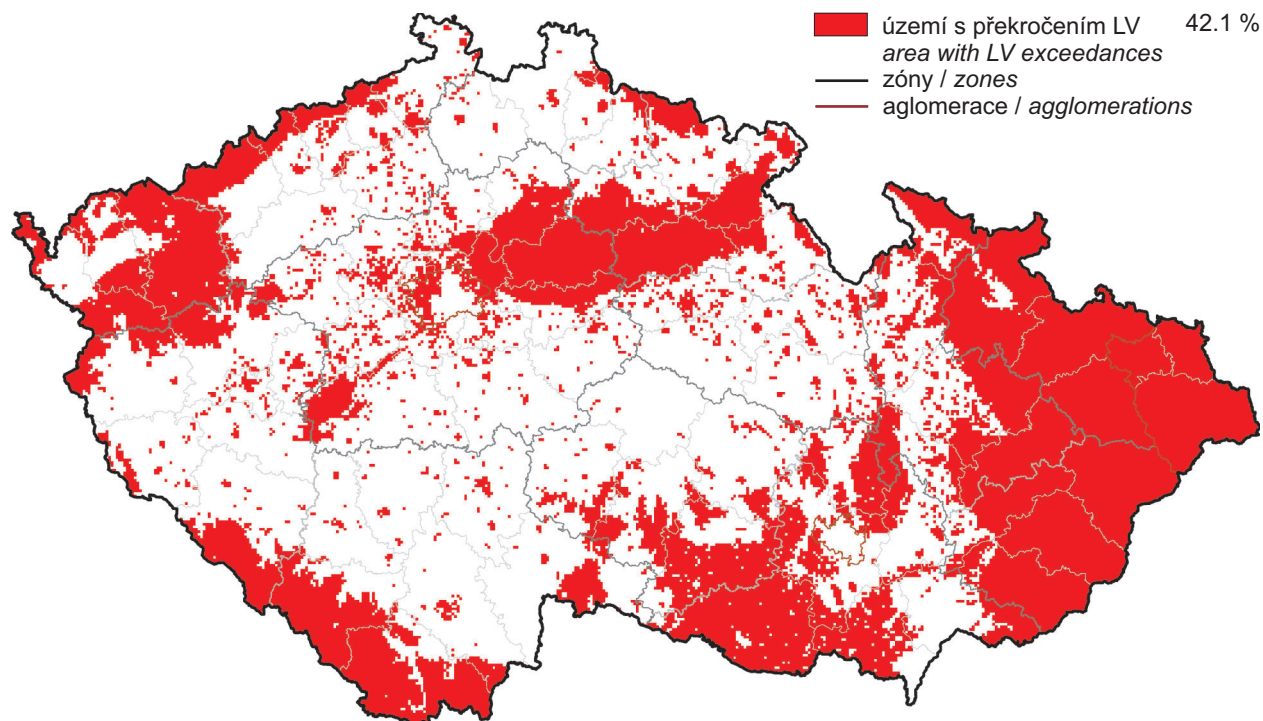 území s překročením LV 42.1 %
area with LV exceedances
zóny / zones
aglomerace / agglomerations